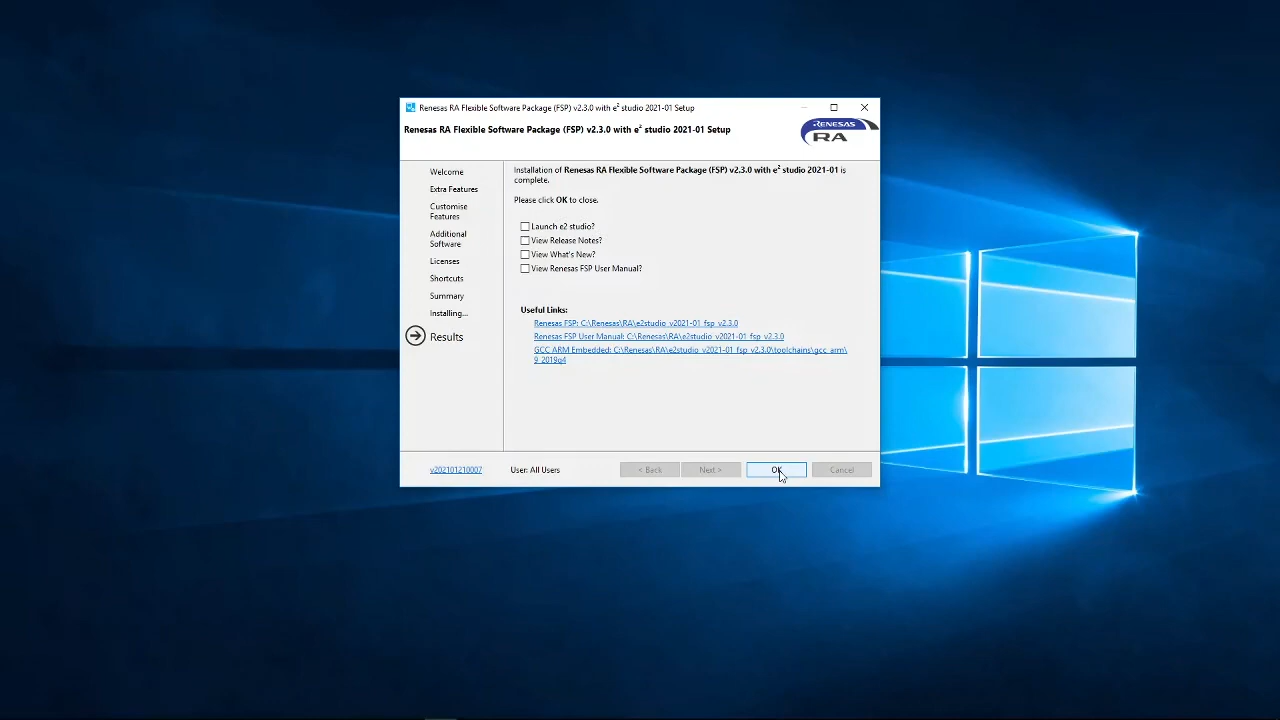 Renesas RA Flexible Software Package (FSP) v2.3.0 with e² studio 2021-01 Setup
Renesas RA Flexible Software Package (FSP) v2.3.0 with e² studio 2021-01 Setup
RENESAS
RA
Welcome
Extra Features
Customise
Features
Additional
Software
Licenses
Shortcuts
Summary
Installing...
Results
Installation of Renesas RA Flexible Software Package (FSP) v2.3.0 with e² studio 2021-01 is
complete.
Please click OK to close.
Launch e2 studio?
View Release Notes?
View What's New?
View Renesas FSP User Manual?
Useful Links:
Renesas FSP: C:\Renesas\RA\e2studio_v2021-01_fsp_v2.3.0
Renesas FSP User Manual: C:\Renesas\RA\e2studio_v2021-01_fsp_v2.3.0
GCC ARM Embedded: C:\Renesas\RA\e2studio_v2021-01_fsp_v2.3.0\toolchains\gcc_arm\
9_2019q4
v202101210007
User: All Users
< Back
Next >
OK
Cancel